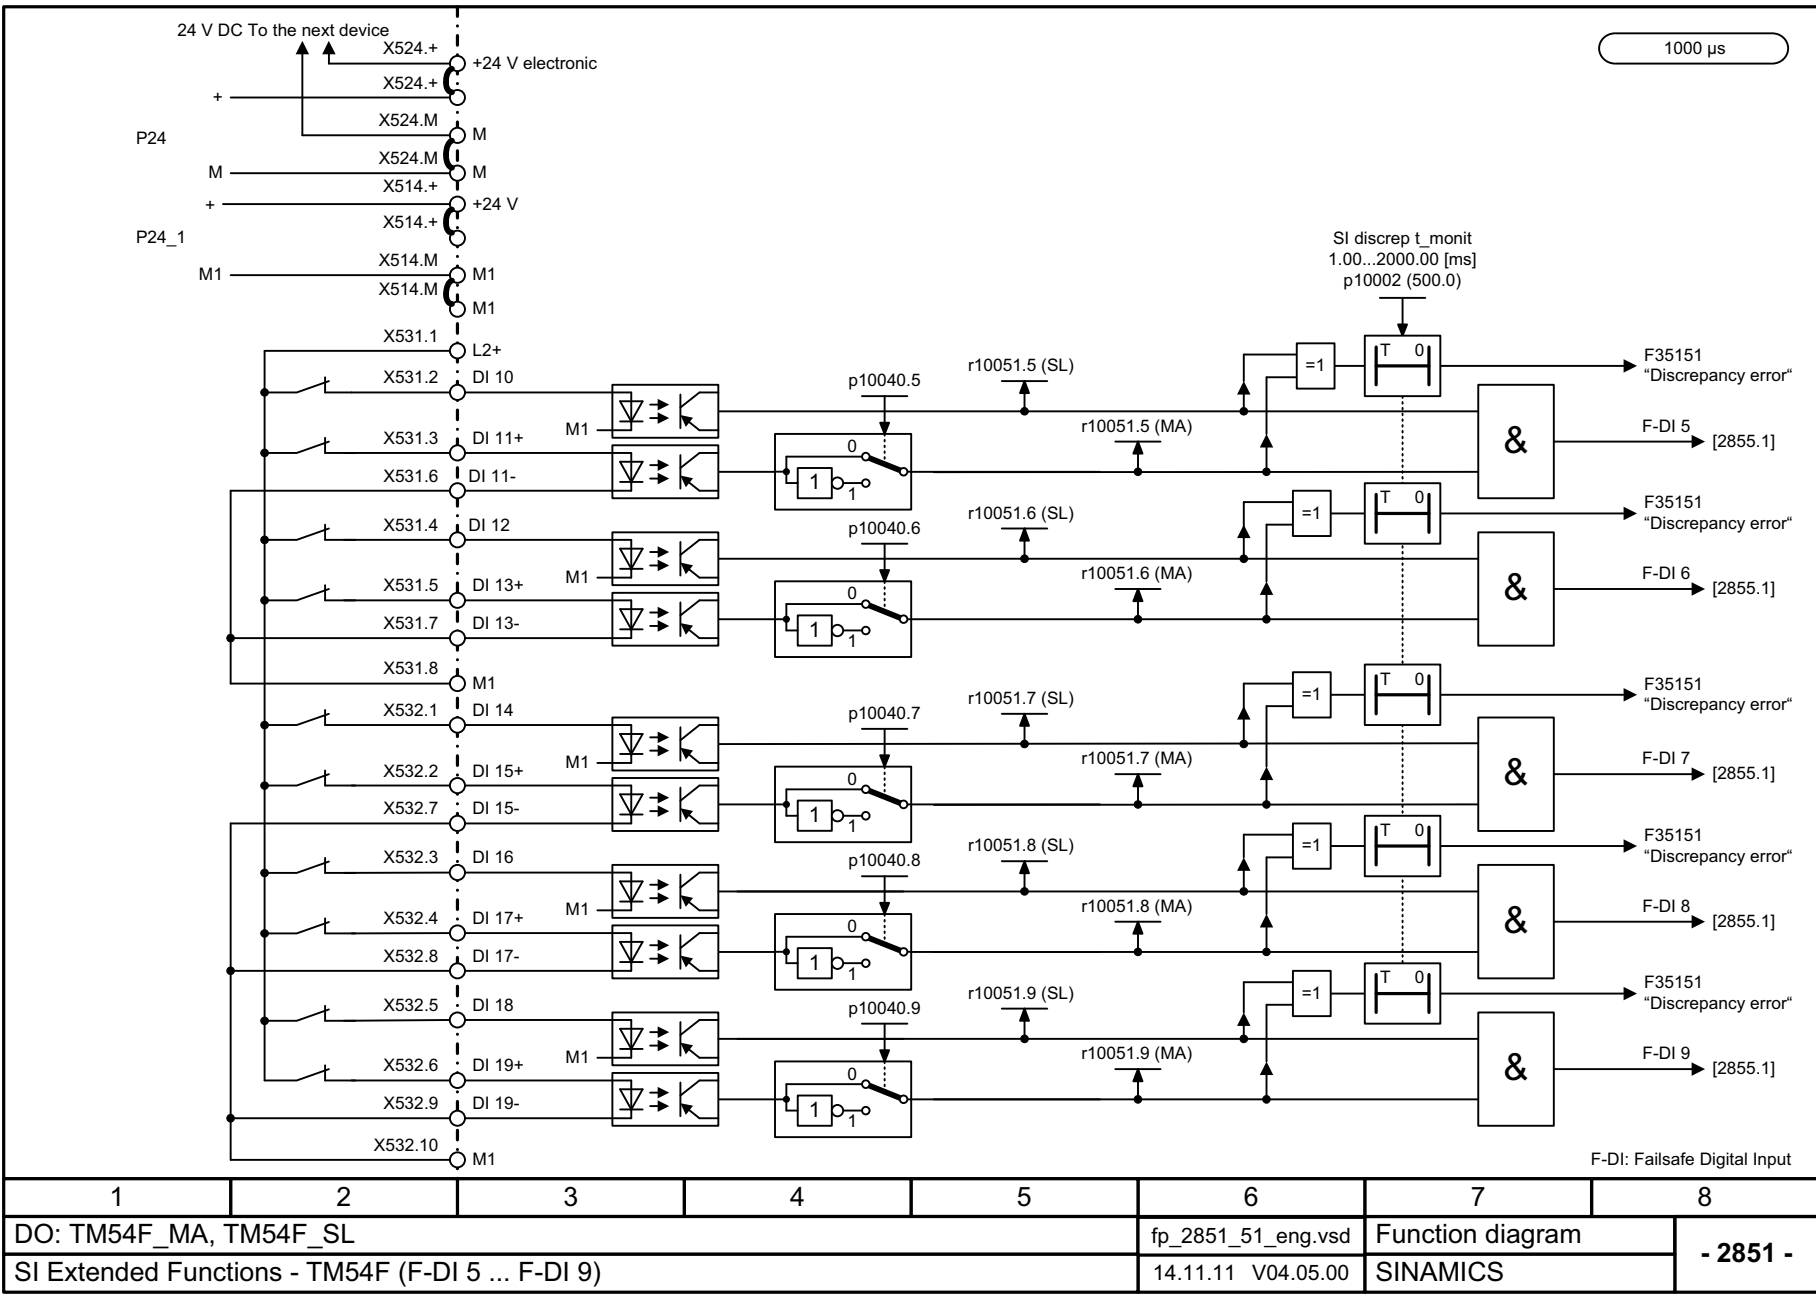 24 V DC To the next device
1000 µs
X524.+
+24 V electronic
X524.+
+
X524.M
M
P24
X524.M
M
M
X514.+
+
+24 V
X514.+
P24_1
X514.M
M1
M1
X514.M
M1
SI discrep t_monit
1.00...2000.00 [ms]
p10002 (500.0)
X531.1
L2+
X531.2
DI 10
M1
p10040.5
r10051.5 (SL)
=1
T 0
F35151
“Discrepancy error“
X531.3
DI 11+
0
1
1
r10051.5 (MA)
&
F-DI 5
[2855.1]
X531.6
DI 11-
X531.4
DI 12
M1
p10040.6
r10051.6 (SL)
=1
T 0
F35151
“Discrepancy error“
X531.5
DI 13+
0
1
1
r10051.6 (MA)
&
F-DI 6
[2855.1]
X531.7
DI 13-
X531.8
M1
X532.1
DI 14
M1
p10040.7
r10051.7 (SL)
=1
T 0
F35151
“Discrepancy error“
X532.2
DI 15+
0
1
1
r10051.7 (MA)
&
F-DI 7
[2855.1]
X532.7
DI 15-
X532.3
DI 16
M1
p10040.8
r10051.8 (SL)
=1
T 0
F35151
“Discrepancy error“
X532.4
DI 17+
0
1
1
r10051.8 (MA)
&
F-DI 8
[2855.1]
X532.8
DI 17-
X532.5
DI 18
M1
p10040.9
r10051.9 (SL)
=1
T 0
F35151
“Discrepancy error“
X532.6
DI 19+
0
1
1
r10051.9 (MA)
&
F-DI 9
[2855.1]
X532.9
DI 19-
X532.10
M1
F-DI: Failsafe Digital Input
1 2 3 4 5 6 7 8
DO: TM54F_MA, TM54F_SL
fp_2851_51_eng.vsd
Function diagram
- 2851 -
SI Extended Functions - TM54F (F-DI 5 ... F-DI 9)
14.11.11 V04.05.00
SINAMICS